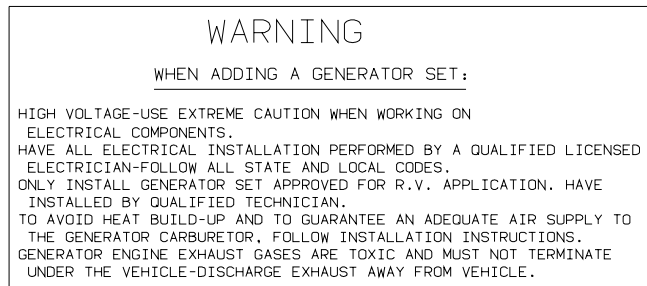 WARNING
WHEN ADDING A GENERATOR SET:
HIGH VOLTAGE-USE EXTREME CAUTION WHEN WORKING ON
ELECTRICAL COMPONENTS.
HAVE ALL ELECTRICAL INSTALLATION PERFORMED BY A QUALIFIED LICENSED
ELECTRICIAN-FOLLOW ALL STATE AND LOCAL CODES.
ONLY INSTALL GENERATOR SET APPROVED FOR R.V. APPLICATION. HAVE
INSTALLED BY QUALIFIED TECHNICIAN.
TO AVOID HEAT BUILD-UP AND TO GUARANTEE AN ADEQUATE AIR SUPPLY TO
THE GENERATOR CARBURETOR, FOLLOW INSTALLATION INSTRUCTIONS.
GENERATOR ENGINE EXHAUST GASES ARE TOXIC AND MUST NOT TERMINATE
UNDER THE VEHICLE-DISCHARGE EXHAUST AWAY FROM VEHICLE.